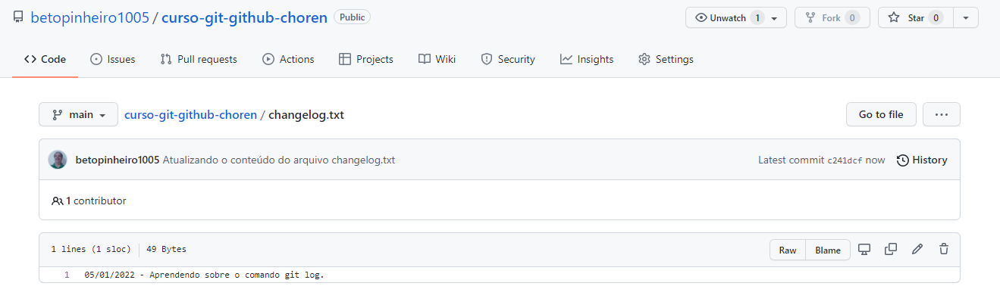 betopinheiro1005 / curso-git-github-choren Public Unwatch 1 Fork 0 Star 0
Code Issues Pull requests Actions Projects Wiki Security Insights Settings
main curso-git-github-choren / changelog.txt Go to file ...
betopinheiro1005 Atualizando o conteúdo do arquivo changelog.txt Latest commit c241dcf now History
1 contributor
1 lines (1 sloc) 49 Bytes Raw Blame
1 05/01/2022 - Aprendendo sobre o comando git log.